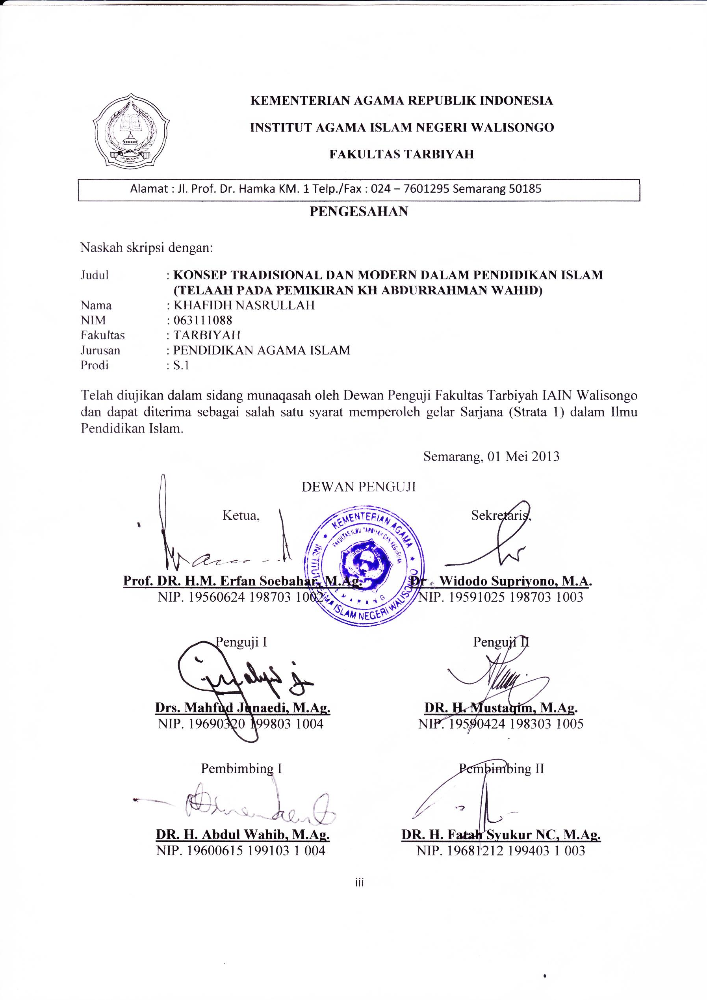 KEMENTERIAN AGAMA REPUBLIK INDONESIA
INSTITUT AGAMA ISLAM NEGERI WALISONGO
FAKULTAS TARBIYAH
IAIN WALISONGO
SEMARANG
Alamat : Jl. Prof. Dr. Hamka KM. 1 Telp./Fax : 024 – 7601295 Semarang 50185
PENGESAHAN
Naskah skripsi dengan:
Judul : KONSEP TRADISIONAL DAN MODERN DALAM PENDIDIKAN ISLAM
(TELAAH PADA PEMIKIRAN KH ABDURRAHMAN WAHID)
Nama : KHAFIDH NASRULLAH
NIM : 063111088
Fakultas : TARBIYAH
Jurusan : PENDIDIKAN AGAMA ISLAM
Prodi : S.1
Telah diujikan dalam sidang munaqasah oleh Dewan Penguji Fakultas Tarbiyah IAIN Walisongo
dan dapat diterima sebagai salah satu syarat memperoleh gelar Sarjana (Strata 1) dalam Ilmu
Pendidikan Islam.
Semarang, 01 Mei 2013
DEWAN PENGUJI
Ketua, Sekretaris,
KEMENTERIAN AGAMA
INSTITUT AGAMA ISLAM NEGERI WALISONGO
FAKULTAS ILMU TARBIYAH DAN KEGURUAN
SEMARANG
Prof. DR. H.M. Erfan Soebahar, M.Ag. Dr. Widodo Supriyono, M.A.
NIP. 19560624 198703 1002 NIP. 19591025 198703 1003
Penguji I Penguji II
Drs. Mahfud Junaedi, M.Ag. DR. H. Mustaqim, M.Ag.
NIP. 19690320 199803 1004 NIP. 19590424 198303 1005
Pembimbing I Pembimbing II
DR. H. Abdul Wahib, M.Ag. DR. H. Fatah Syukur NC, M.Ag.
NIP. 19600615 199103 1 004 NIP. 19681212 199403 1 003
iii